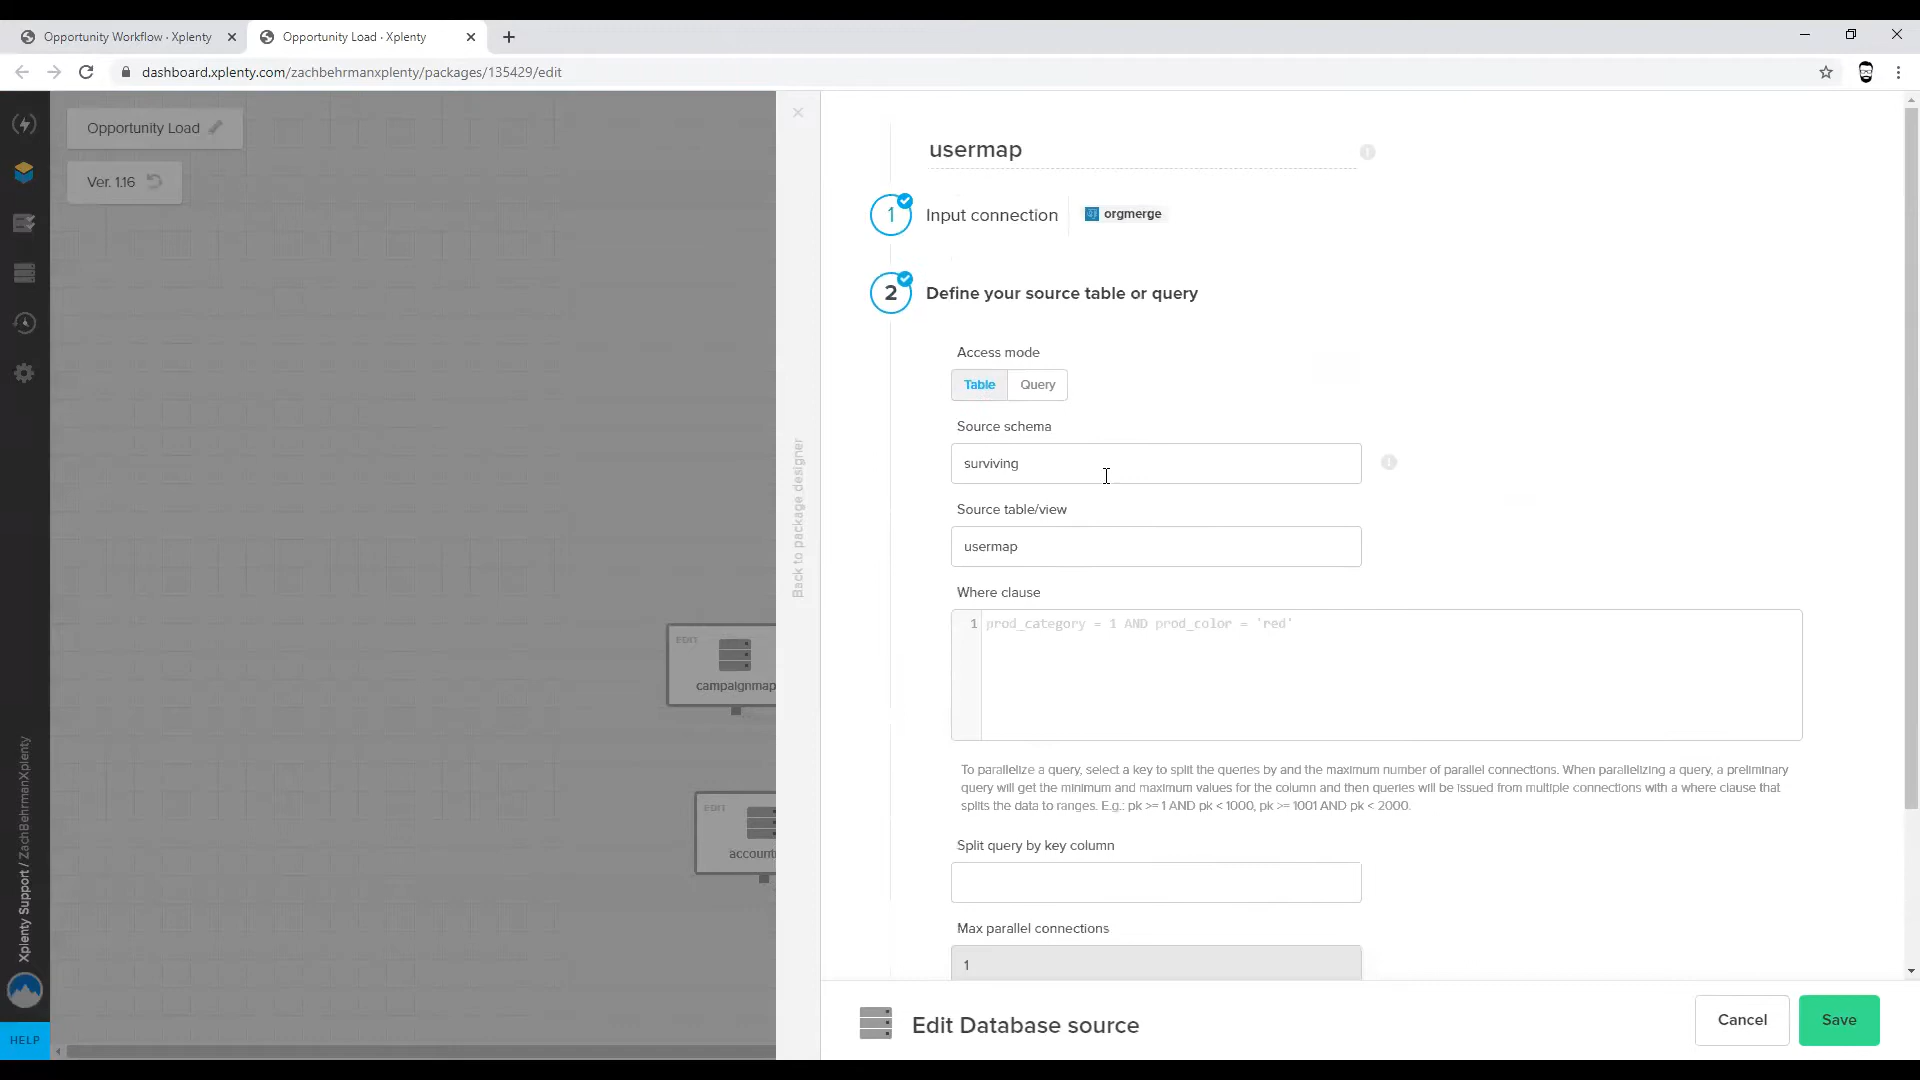 Opportunity Workflow · Xplenty
Opportunity Load · Xplenty
dashboard.xplenty.com/zachbehrmanxplenty/packages/135429/edit
Opportunity Load
Ver. 1.16
EDIT
campaignmap
EDIT
account
Xplenty Support / ZachBehrmanXplenty
HELP
Back to package designer
usermap
1 Input connection orgmerge
2 Define your source table or query
Access mode
Table Query
Source schema
surviving
Source table/view
usermap
Where clause
1 prod_category = 1 AND prod_color = 'red'
To parallelize a query, select a key to split the queries by and the maximum number of parallel connections. When parallelizing a query, a preliminary
query will get the minimum and maximum values for the column and then queries will be issued from multiple connections with a where clause that
splits the data to ranges. E.g.: pk >= 1 AND pk < 1000, pk >= 1001 AND pk < 2000.
Split query by key column
Max parallel connections
1
Edit Database source
Cancel Save